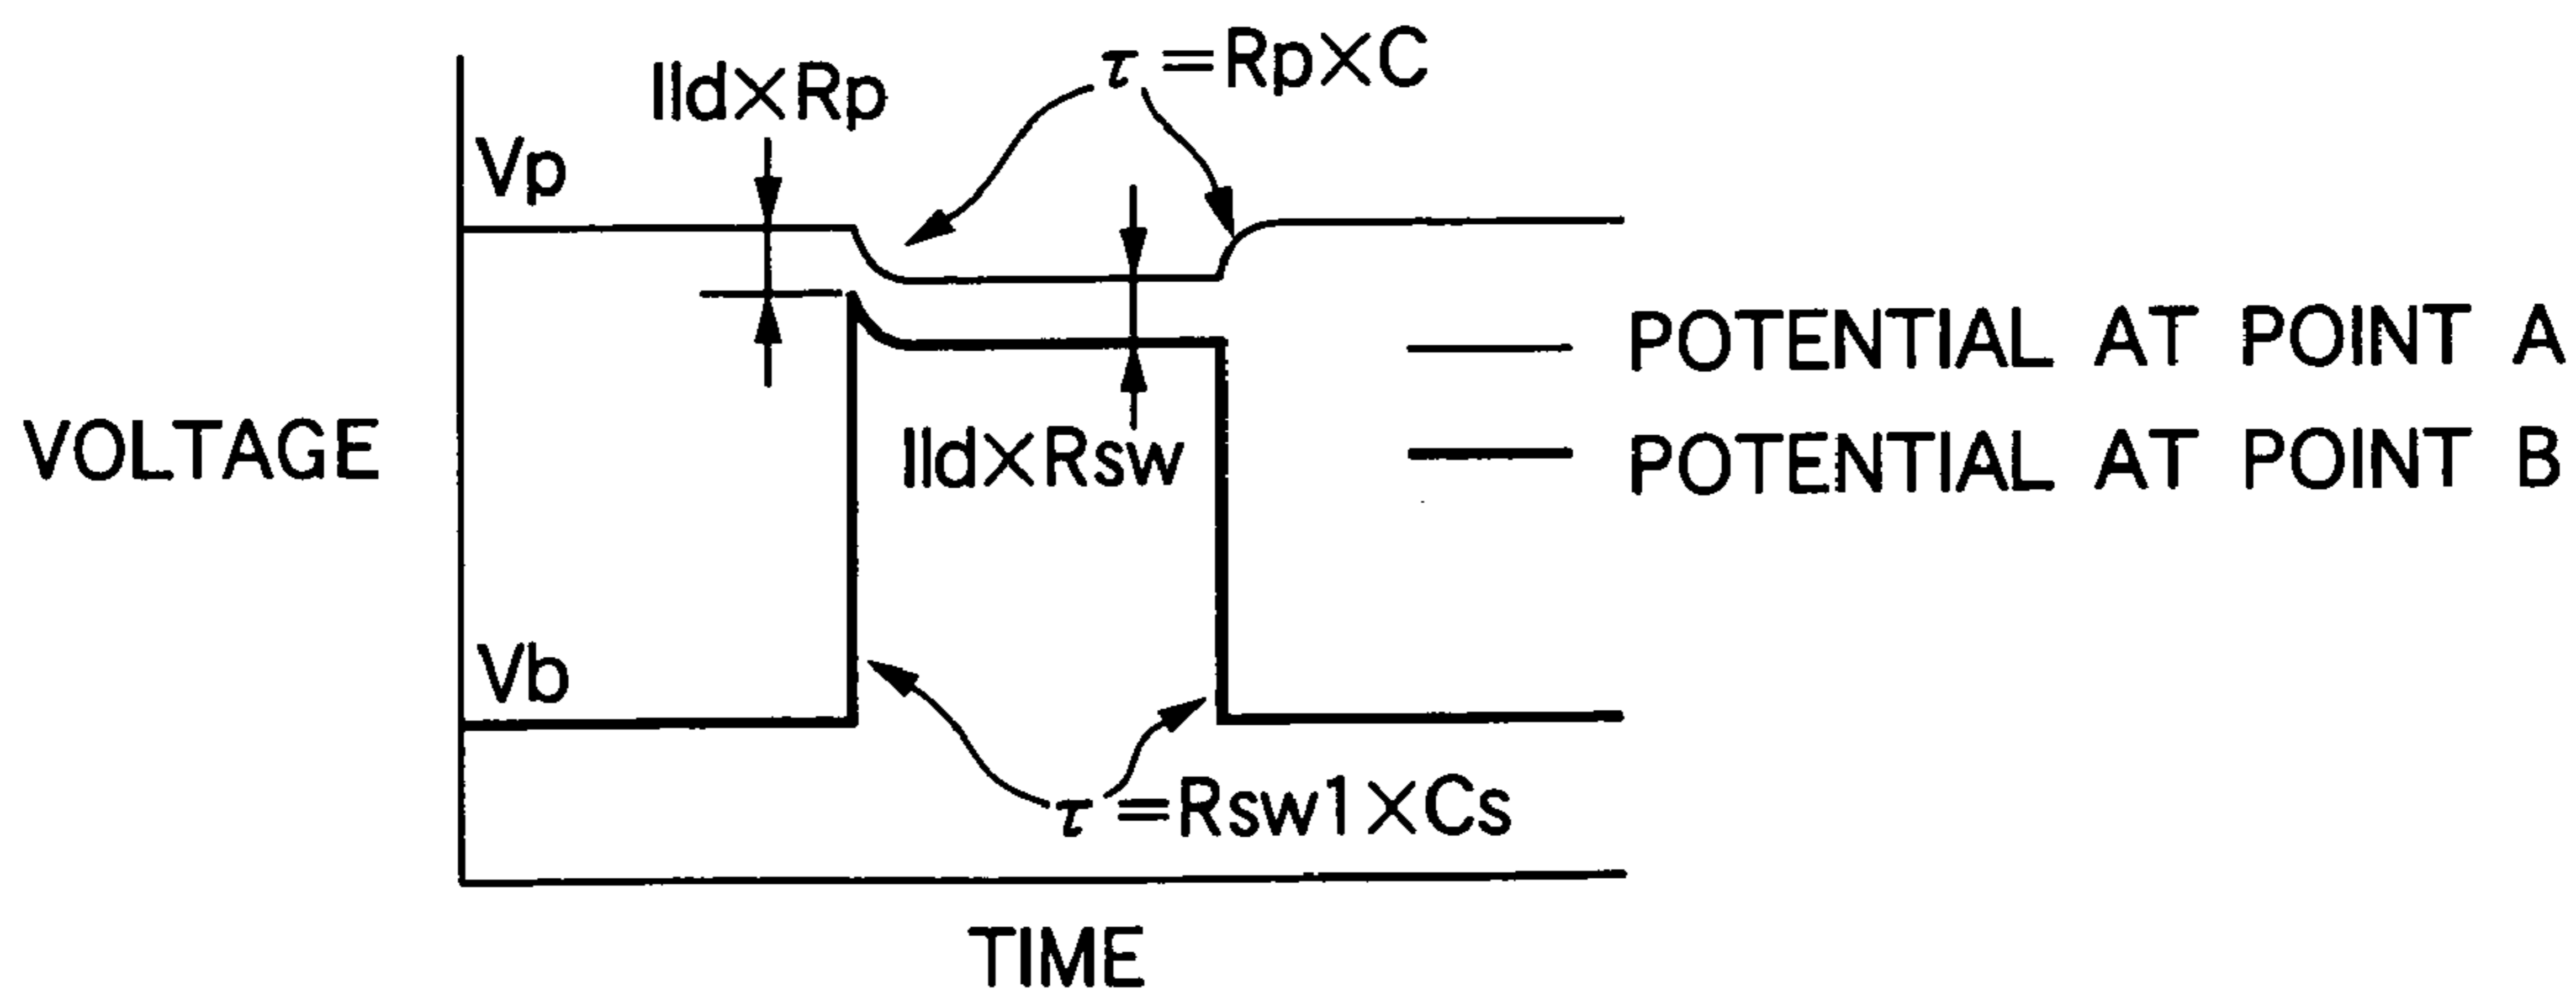 τ=Rp×C
Ild×Rp
Vp
POTENTIAL AT POINT A
VOLTAGE
Ild×Rsw
POTENTIAL AT POINT B
Vb
τ=Rsw1×Cs
TIME